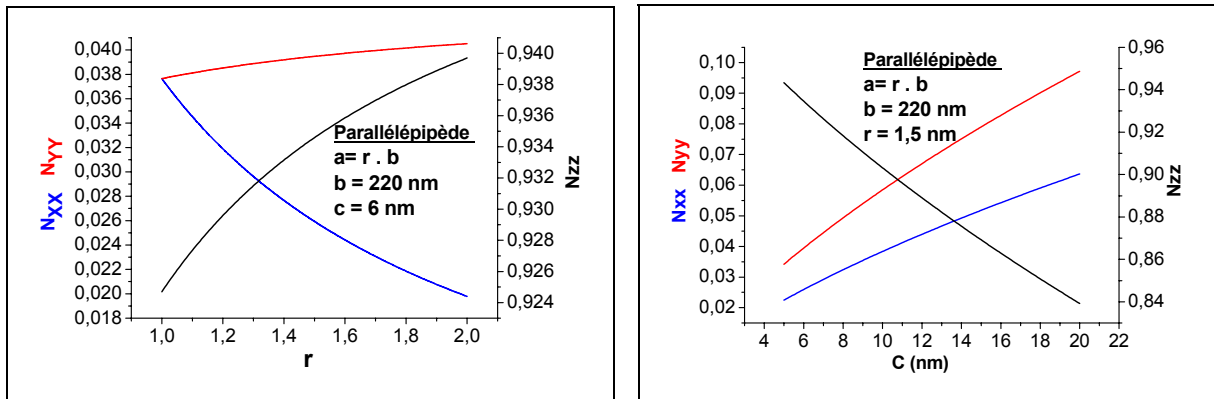 0,040
0,038
0,036
0,034
0,032
0,030
0,028
0,026
0,024
0,022
0,020
0,018
N_XX N_YY
0,940
0,938
0,936
0,934
0,932
0,930
0,928
0,926
0,924
Nzz
Parallélépipède
a= r . b
b = 220 nm
c = 6 nm
1,0 1,2 1,4 1,6 1,8 2,0
r
0,10
0,09
0,08
0,07
0,06
0,05
0,04
0,03
0,02
Nxx Nyy
0,96
0,94
0,92
0,90
0,88
0,86
0,84
Nzz
Parallélépipède
a= r . b
b = 220 nm
r = 1,5 nm
4 6 8 10 12 14 16 18 20 22
C (nm)